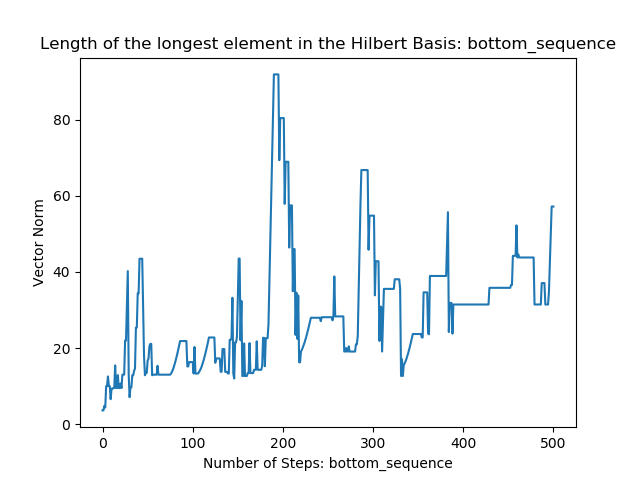 Length of the longest element in the Hilbert Basis: bottom_sequence
Vector Norm
80
60
40
20
0
0 100 200 300 400 500
Number of Steps: bottom_sequence